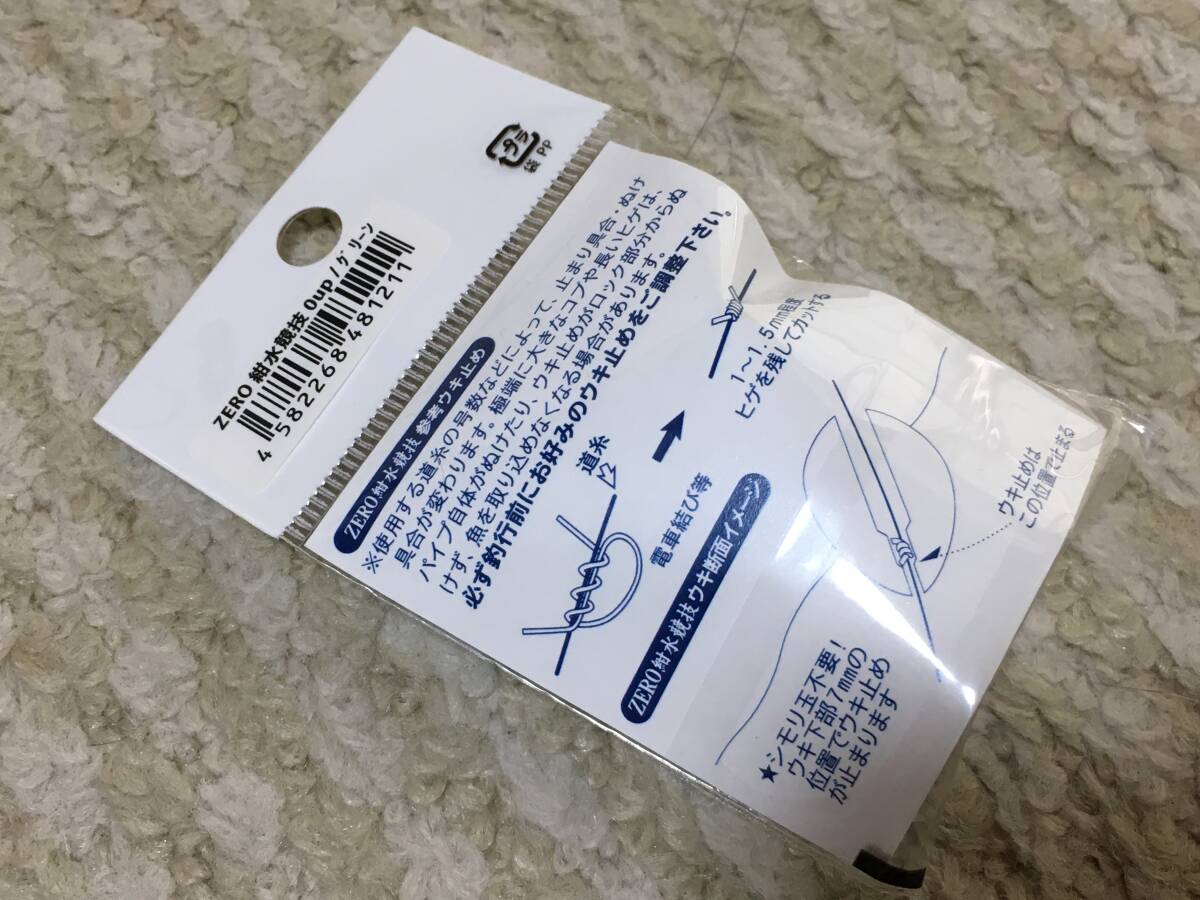 プラ
袋 PP
ZERO 紺水競技 0up / グリーン
4582268481211
ZERO紺水競技 参考ウキ止め
※使用する道糸の号数などによって、止まり具合・ぬけ
具合が変わります。極端に大きなコブや長いヒゲは、
パイプ自体がぬけたり、ウキ止めがロック部分からぬ
けず、魚を取り込めなくなる場合があります。
必ず釣行前にお好みのウキ止めをご調整下さい。
道糸
電車結び等
1〜1.5mm程度
ヒゲを残してカットする
ZERO紺水競技 ウキ断面イメージ
ウキ止めは
この位置で止まる
★シモリ玉不要!
ウキ下部7mmの
位置でウキ止め
が止まります